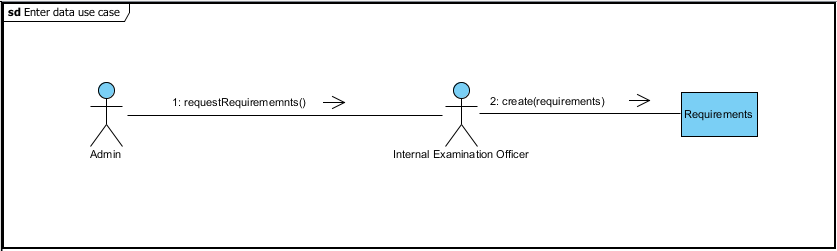 sd Enter data use case
1: requestRequirememnts()
2: create(requirements)
Requirements
Admin
Internal Examination Officer